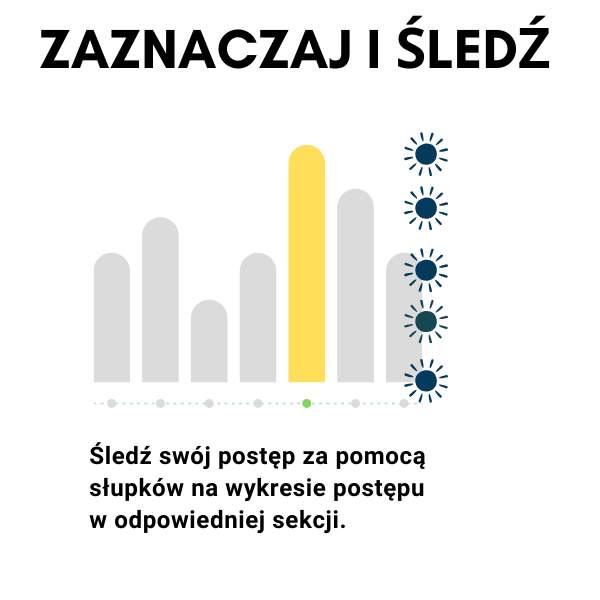 ZAZNACZAJ I ŚLEDŹ
Śledź swój postęp za pomocą
słupków na wykresie postępu
w odpowiedniej sekcji.